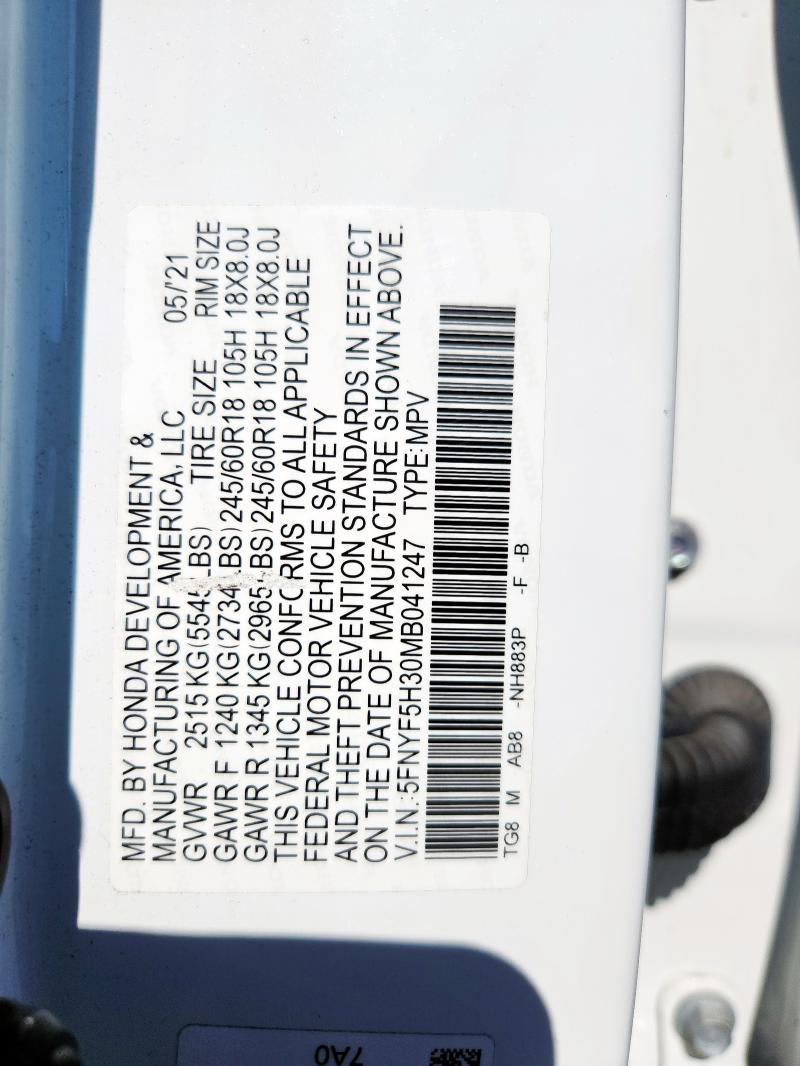 MFD. BY HONDA DEVELOPMENT &
MANUFACTURING OF AMERICA, LLC 05/'21
GVWR 2515 KG(5545 LBS) TIRE SIZE RIM SIZE
GAWR F 1240 KG(2734 LBS) 245/60R18 105H 18X8.0J
GAWR R 1345 KG(2965 LBS) 245/60R18 105H 18X8.0J
THIS VEHICLE CONFORMS TO ALL APPLICABLE
FEDERAL MOTOR VEHICLE SAFETY
AND THEFT PREVENTION STANDARDS IN EFFECT
ON THE DATE OF MANUFACTURE SHOWN ABOVE.
V.I.N.:5FNYF5H30MB041247 TYPE:MPV
TG8 M AB8 -NH883P -F -B
7A0